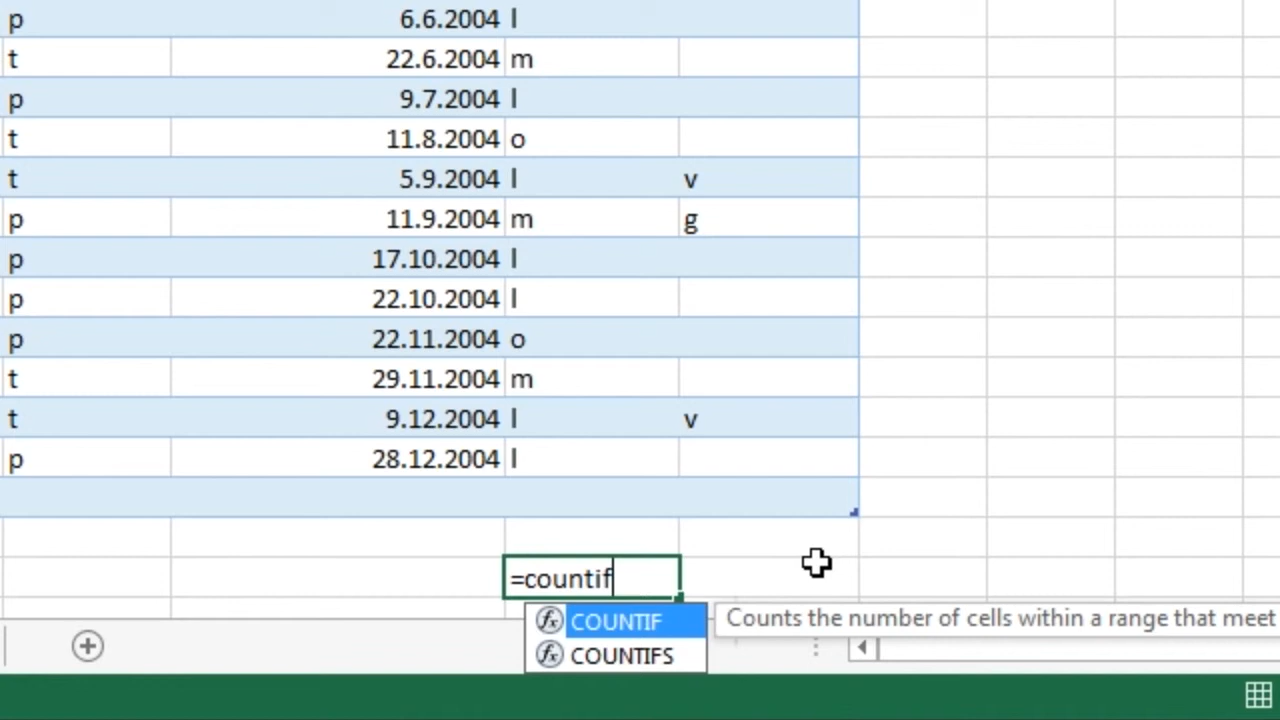 p 6.6.2004 l
t 22.6.2004 m
p 9.7.2004 l
t 11.8.2004 o
t 5.9.2004 l v
p 11.9.2004 m g
p 17.10.2004 l
p 22.10.2004 l
p 22.11.2004 o
t 29.11.2004 m
t 9.12.2004 l v
p 28.12.2004 l
=countif
COUNTIF Counts the number of cells within a range that meet
COUNTIFS